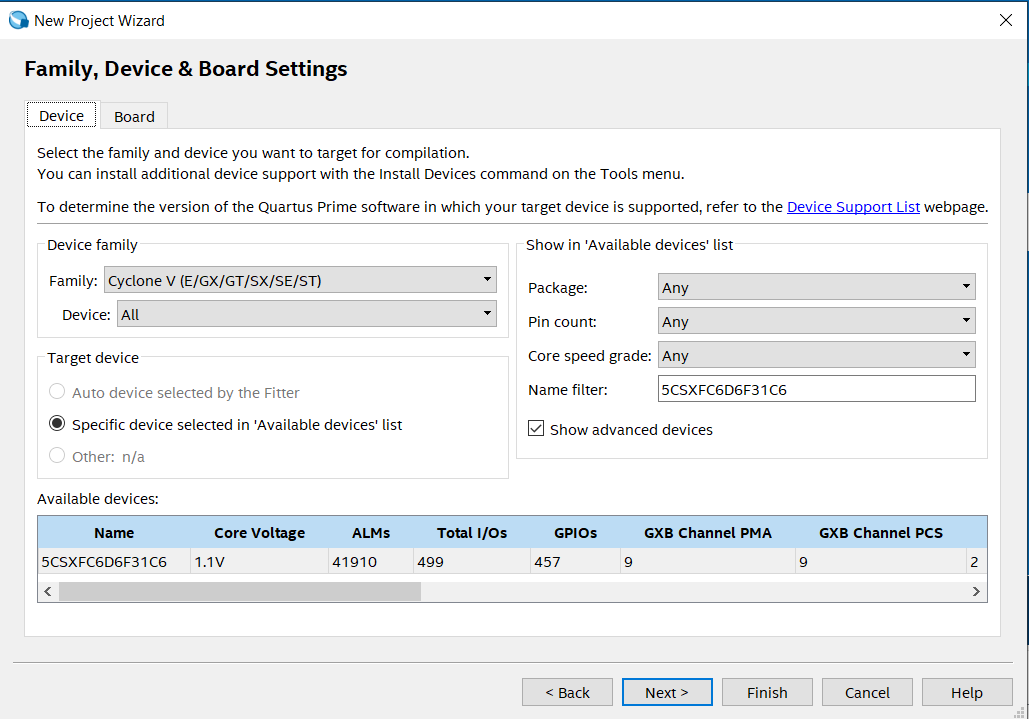 New Project Wizard
Family, Device & Board Settings
Device Board
Select the family and device you want to target for compilation.
You can install additional device support with the Install Devices command on the Tools menu.
To determine the version of the Quartus Prime software in which your target device is supported, refer to the Device Support List webpage.
Device family
Family: Cyclone V (E/GX/GT/SX/SE/ST)
Device: All
Show in 'Available devices' list
Package: Any
Pin count: Any
Core speed grade: Any
Name filter: 5CSXFC6D6F31C6
Show advanced devices
Target device
Auto device selected by the Fitter
Specific device selected in 'Available devices' list
Other: n/a
Available devices:
Name Core Voltage ALMs Total I/Os GPIOs GXB Channel PMA GXB Channel PCS
5CSXFC6D6F31C6 1.1V 41910 499 457 9 9 2
< Back Next > Finish Cancel Help